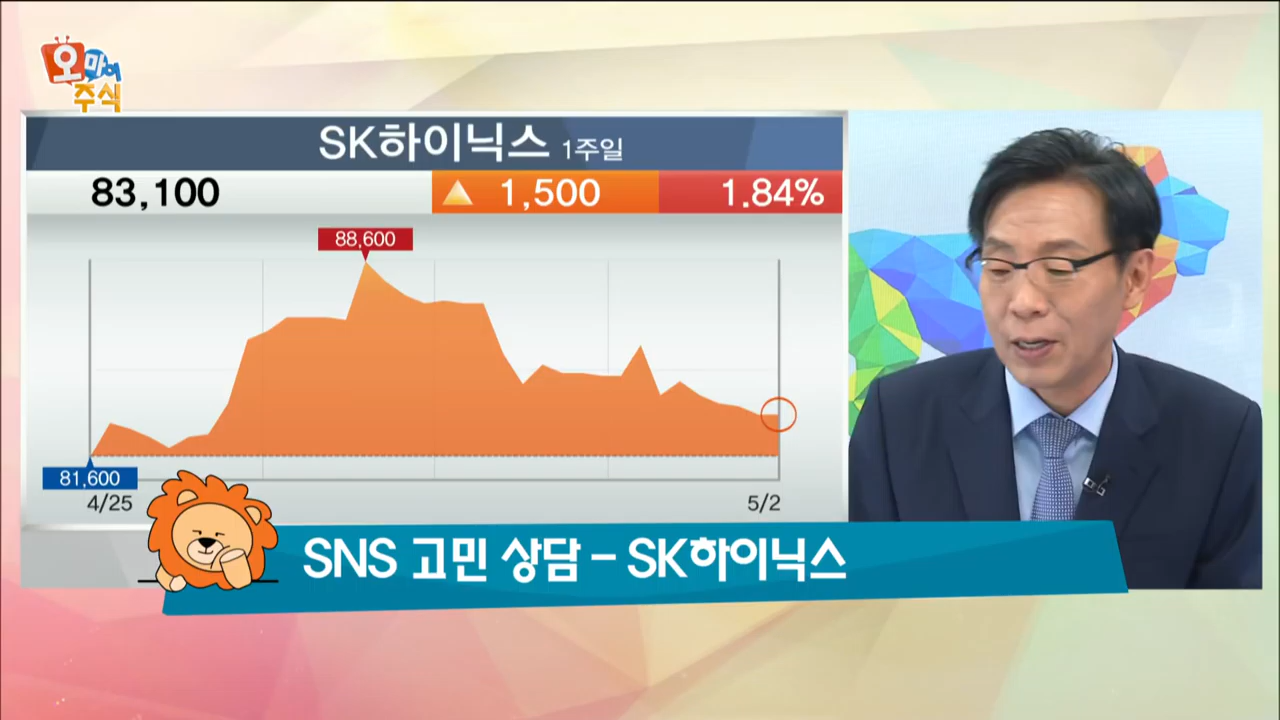 오마이
주식
SK하이닉스 1주일
83,100 ▲ 1,500 1.84%
88,600
81,600
4/25 5/2
SNS 고민 상담 – SK하이닉스